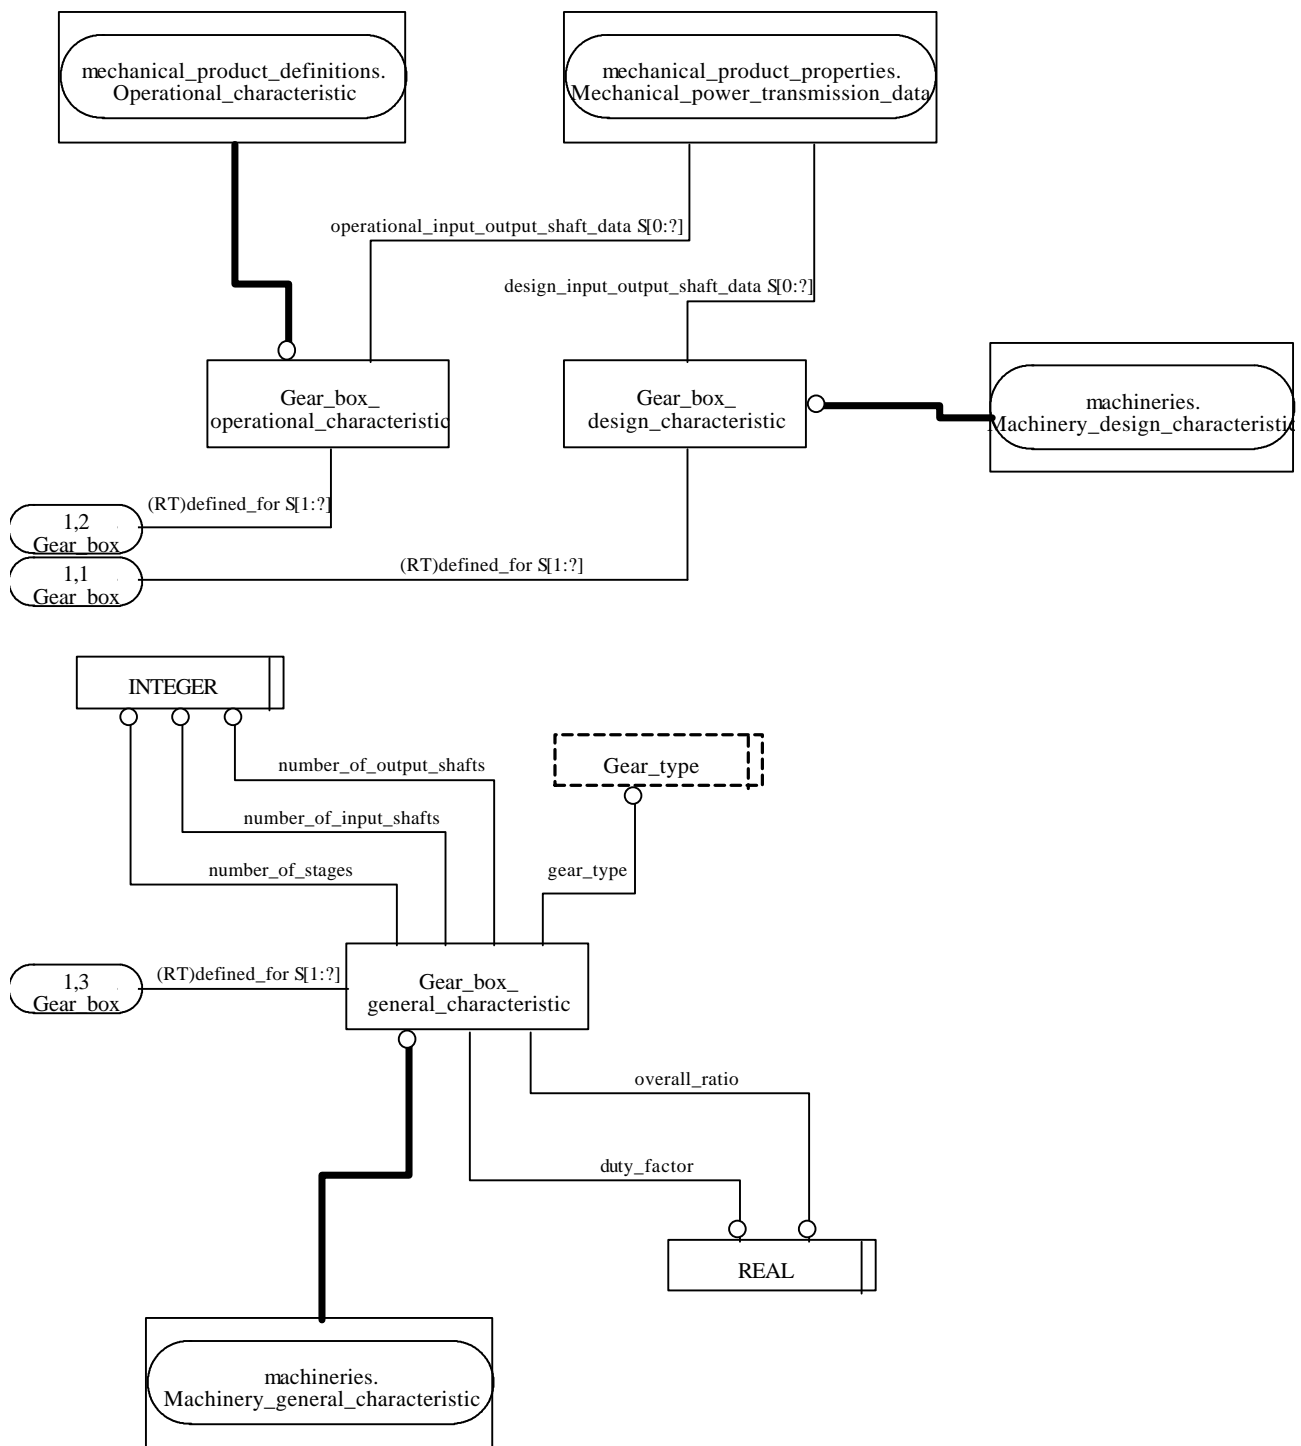 mechanical_product_definitions.
Operational_characteristic
mechanical_product_properties.
Mechanical_power_transmission_data
operational_input_output_shaft_data S[0:?]
design_input_output_shaft_data S[0:?]
Gear_box_
operational_characteristic
Gear_box_
design_characteristic
machineries.
Machinery_design_characteristic
(RT)defined_for S[1:?]
1,2
Gear_box
(RT)defined_for S[1:?]
1,1
Gear_box
INTEGER
number_of_output_shafts
Gear_type
number_of_input_shafts
number_of_stages
gear_type
(RT)defined_for S[1:?]
1,3
Gear_box
Gear_box_
general_characteristic
overall_ratio
duty_factor
REAL
machineries.
Machinery_general_characteristic